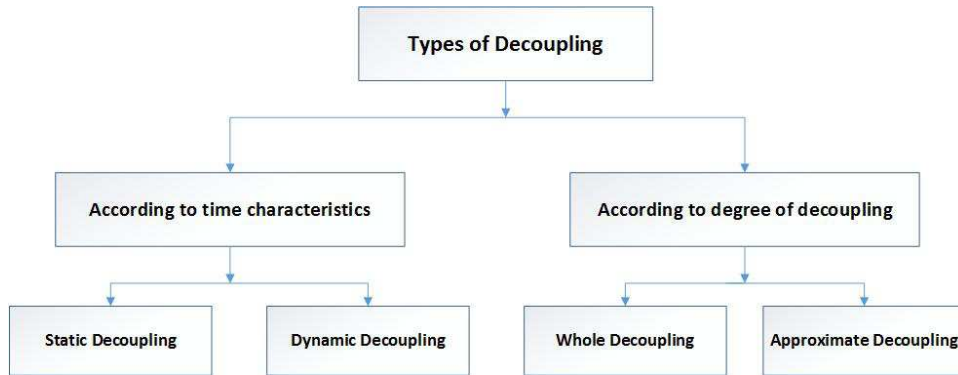 Types of Decoupling
According to time characteristics
According to degree of decoupling
Static Decoupling
Dynamic Decoupling
Whole Decoupling
Approximate Decoupling